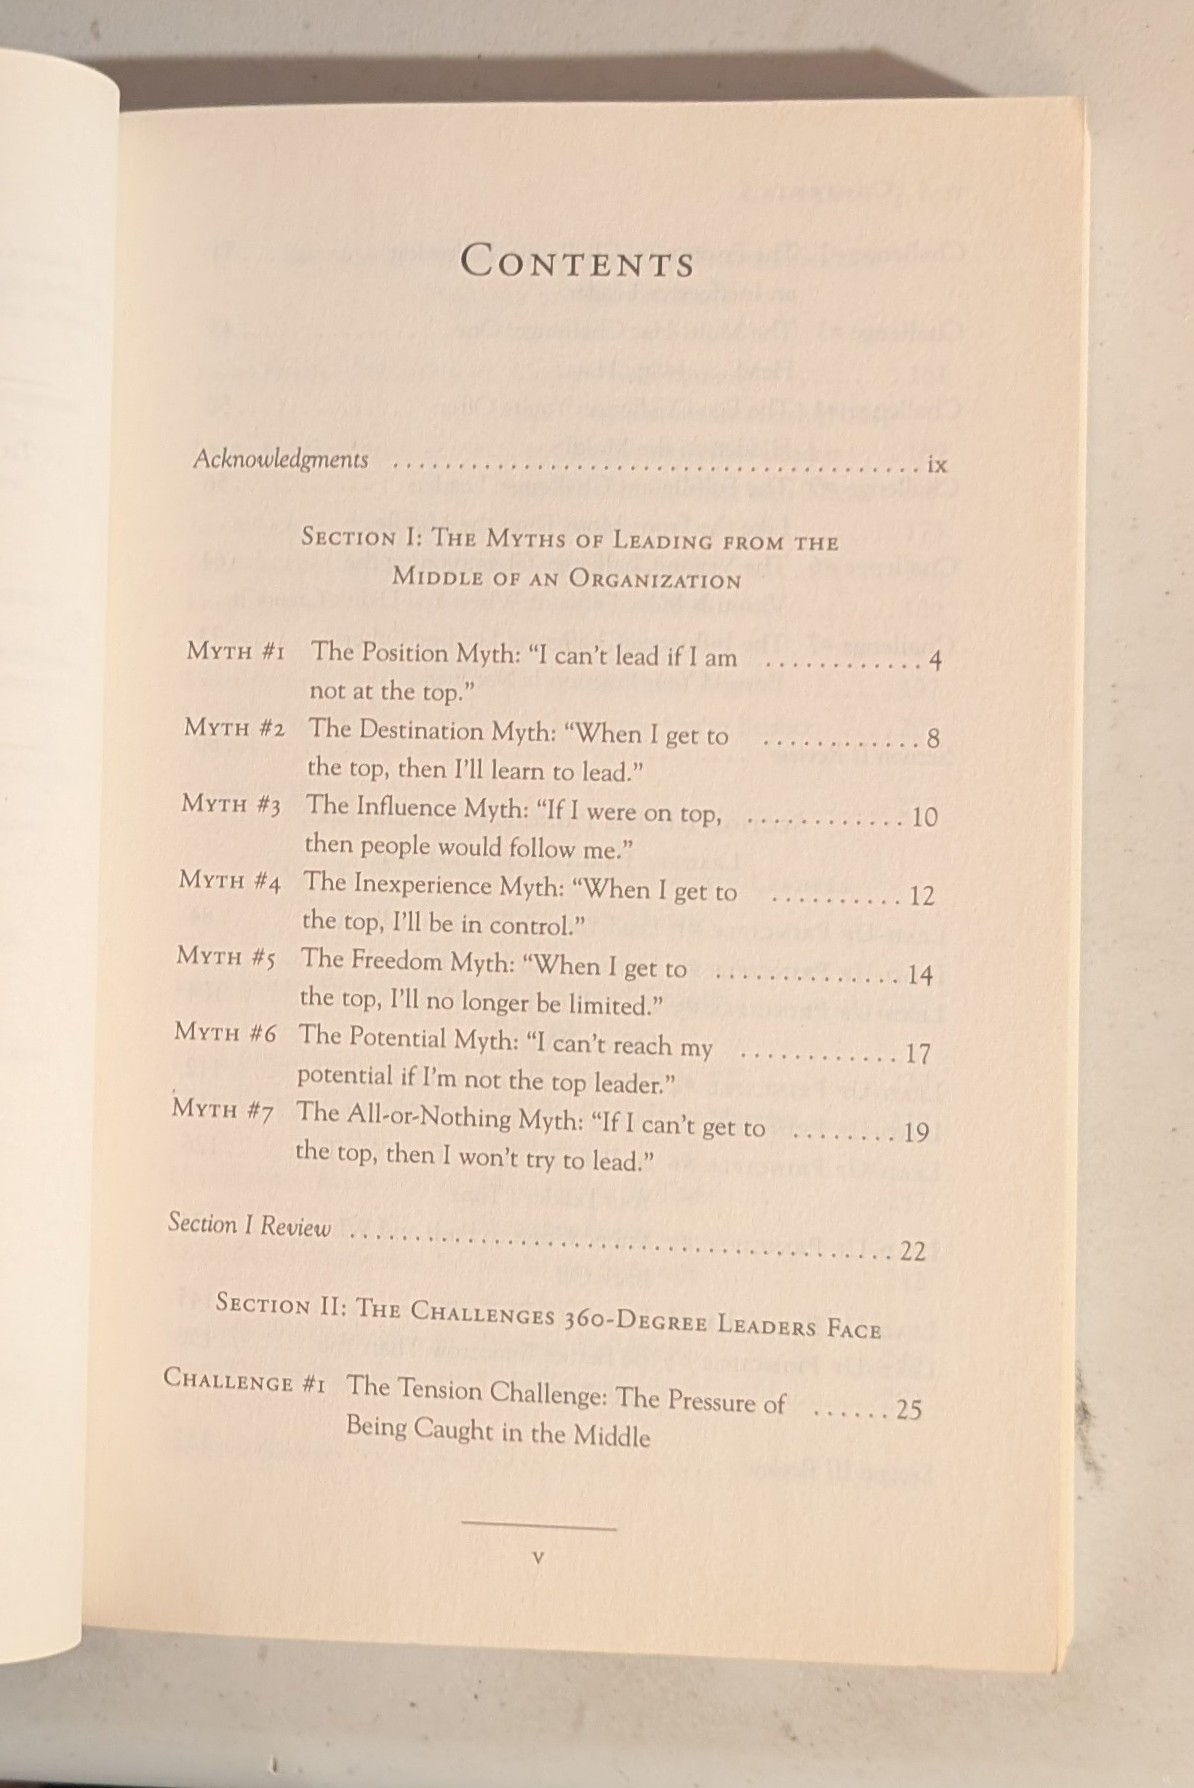 CONTENTS
Acknowledgments ........................................ ix
SECTION I: THE MYTHS OF LEADING FROM THE
MIDDLE OF AN ORGANIZATION
MYTH #1 The Position Myth: “I can’t lead if I am ............ 4
not at the top.”
MYTH #2 The Destination Myth: “When I get to ............ 8
the top, then I’ll learn to lead.”
MYTH #3 The Influence Myth: “If I were on top, ............ 10
then people would follow me.”
MYTH #4 The Inexperience Myth: “When I get to .......... 12
the top, I’ll be in control.”
MYTH #5 The Freedom Myth: “When I get to .............. 14
the top, I’ll no longer be limited.”
MYTH #6 The Potential Myth: “I can’t reach my ............ 17
potential if I’m not the top leader.”
MYTH #7 The All-or-Nothing Myth: “If I can’t get to ........ 19
the top, then I won’t try to lead.”
Section I Review .......................................... 22
SECTION II: THE CHALLENGES 360-DEGREE LEADERS FACE
CHALLENGE #1 The Tension Challenge: The Pressure of ...... 25
Being Caught in the Middle
v